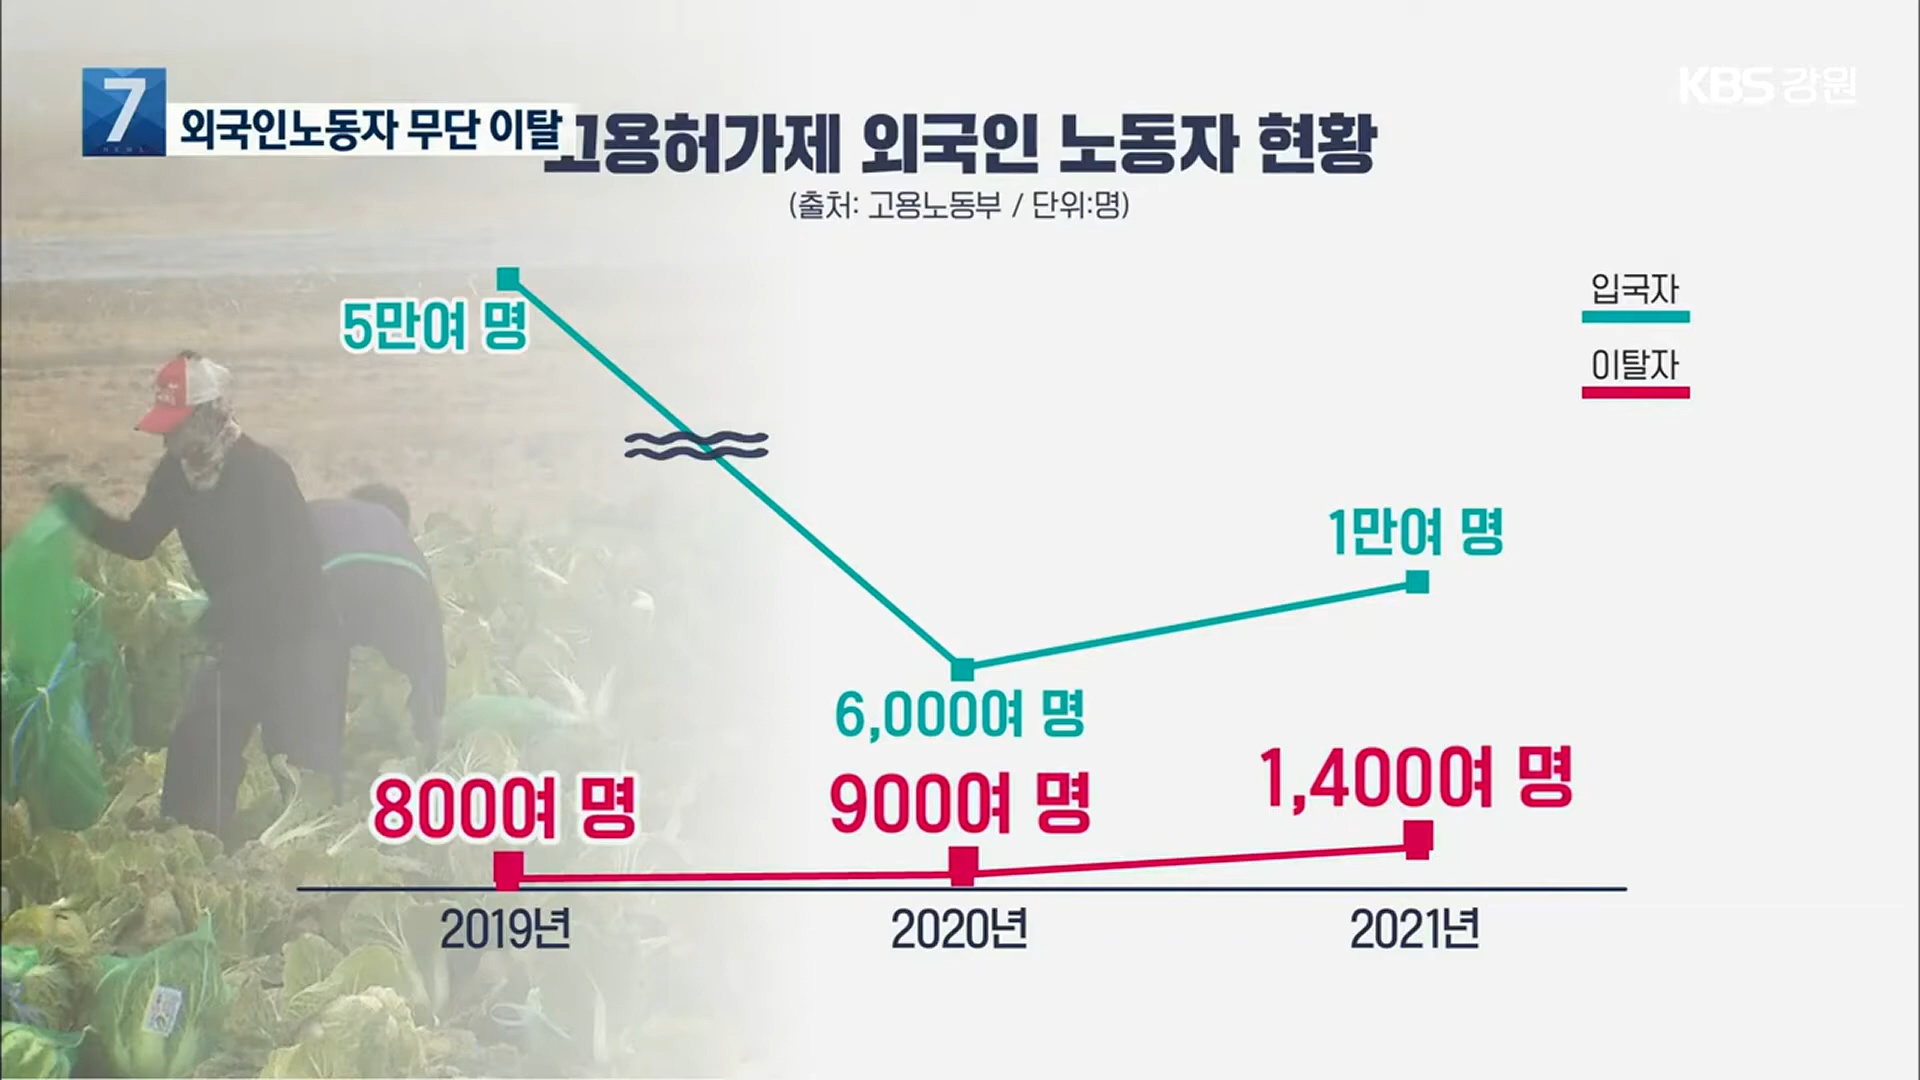 7
NEWS
외국인노동자 무단 이탈
고용허가제 외국인 노동자 현황
(출처: 고용노동부 / 단위:명)
KBS 강원
입국자
이탈자
5만여 명
6,000여 명
1만여 명
800여 명
900여 명
1,400여 명
2019년
2020년
2021년